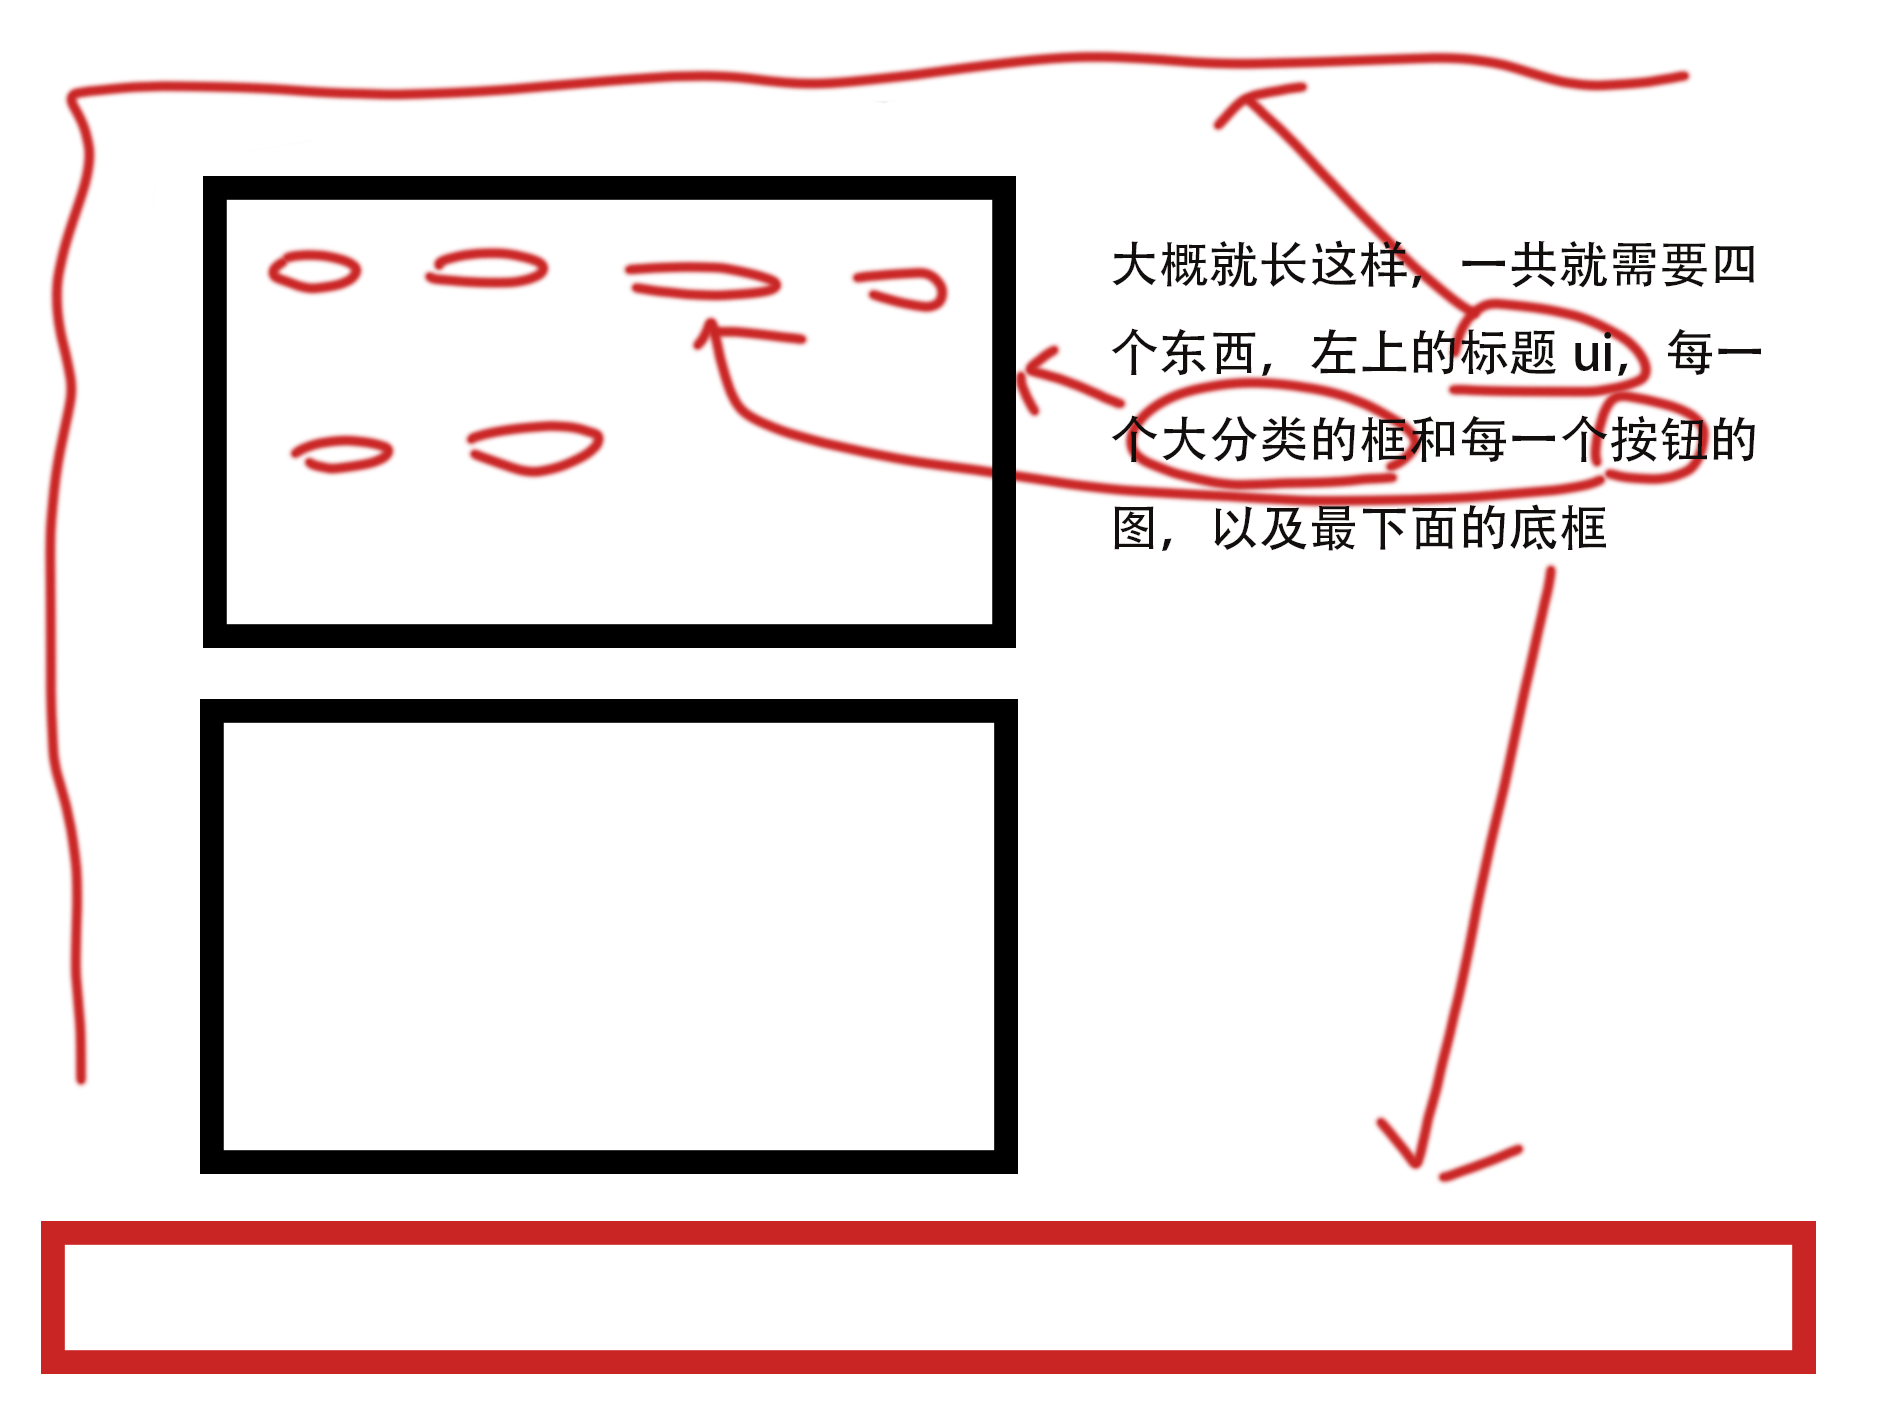 大概就长这样，一共就需要四
个东西，左上的标题 ui，每一
个大分类的框和每一个按钮的
图，以及最下面的底框